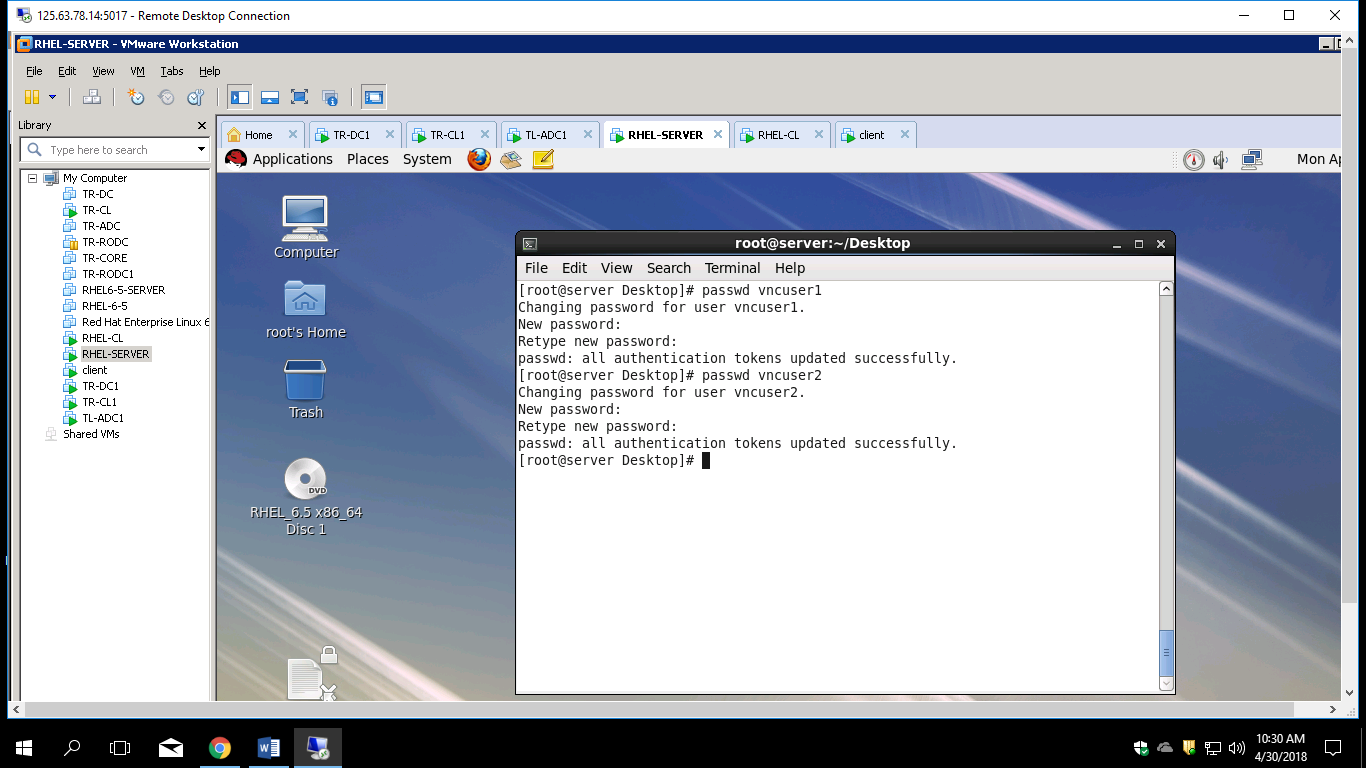 125.63.78.14:5017 - Remote Desktop Connection
RHEL-SERVER - VMware Workstation
File Edit View VM Tabs Help
Library
Type here to search
My Computer
TR-DC
TR-CL
TR-ADC
TR-RODC
TR-CORE
TR-RODC1
RHEL6-5-SERVER
RHEL-6-5
Red Hat Enterprise Linux 6
RHEL-CL
RHEL-SERVER
client
TR-DC1
TR-CL1
TL-ADC1
Shared VMs
Home TR-DC1 TR-CL1 TL-ADC1 RHEL-SERVER RHEL-CL client
Applications Places System Mon Ap
Computer
root's Home
Trash
DVD
RHEL_6.5 x86_64
Disc 1
root@server:~/Desktop
File Edit View Search Terminal Help
[root@server Desktop]# passwd vncuser1
Changing password for user vncuser1.
New password:
Retype new password:
passwd: all authentication tokens updated successfully.
[root@server Desktop]# passwd vncuser2
Changing password for user vncuser2.
New password:
Retype new password:
passwd: all authentication tokens updated successfully.
[root@server Desktop]#
10:30 AM
4/30/2018